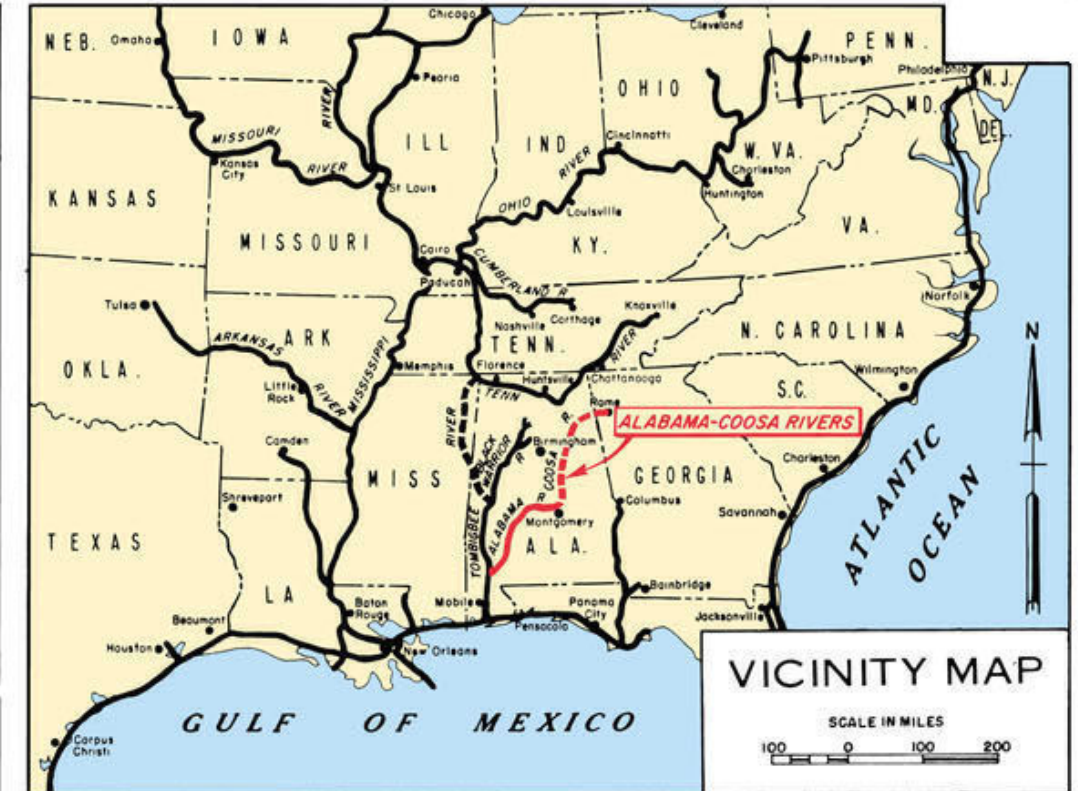 Chicago
Cleveland
NEB.
Omaha
IOWA
PENN.
Pittsburgh
Philadelphia
N.J.
Peoria
OHIO
MD.
DEL.
RIVER
MISSOURI
RIVER
Kansas
City
ILL
IND
Cincinnatti
RIVER
W. VA.
Charleston
Huntington
St Louis
KANSAS
OHIO
Louisville
VA.
MISSOURI
KY.
Cairo
Paducah
CUMBERLAND R
Norfolk
Tulsa
Knoxville
Nashville
Carthage
ARKANSAS
RIVER
ARK
TENN.
RIVER
N. CAROLINA
MISSISSIPPI
Memphis
Florence
Huntsville
Chattanooga
Wilmington
OKLA.
Little
Rock
TENN
S.C.
Rome
R.
ALABAMA-COOSA RIVERS
RIVER
Camden
BLACK
WARRIOR
R
Birmingham
COOSA
Charleston
MISS
GEORGIA
Shreveport
ALABAMA
R
Columbus
Savannah
Montgomery
TEXAS
TOMBIGBEE
ALA.
ATLANTIC
OCEAN
N
LA
Bainbridge
Baton
Rouge
Mobile
Panama
City
Jacksonville
Beaumont
Pensacola
Houston
New Orleans
GULF OF MEXICO
Corpus
Christi
VICINITY MAP
SCALE IN MILES
100 0 100 200